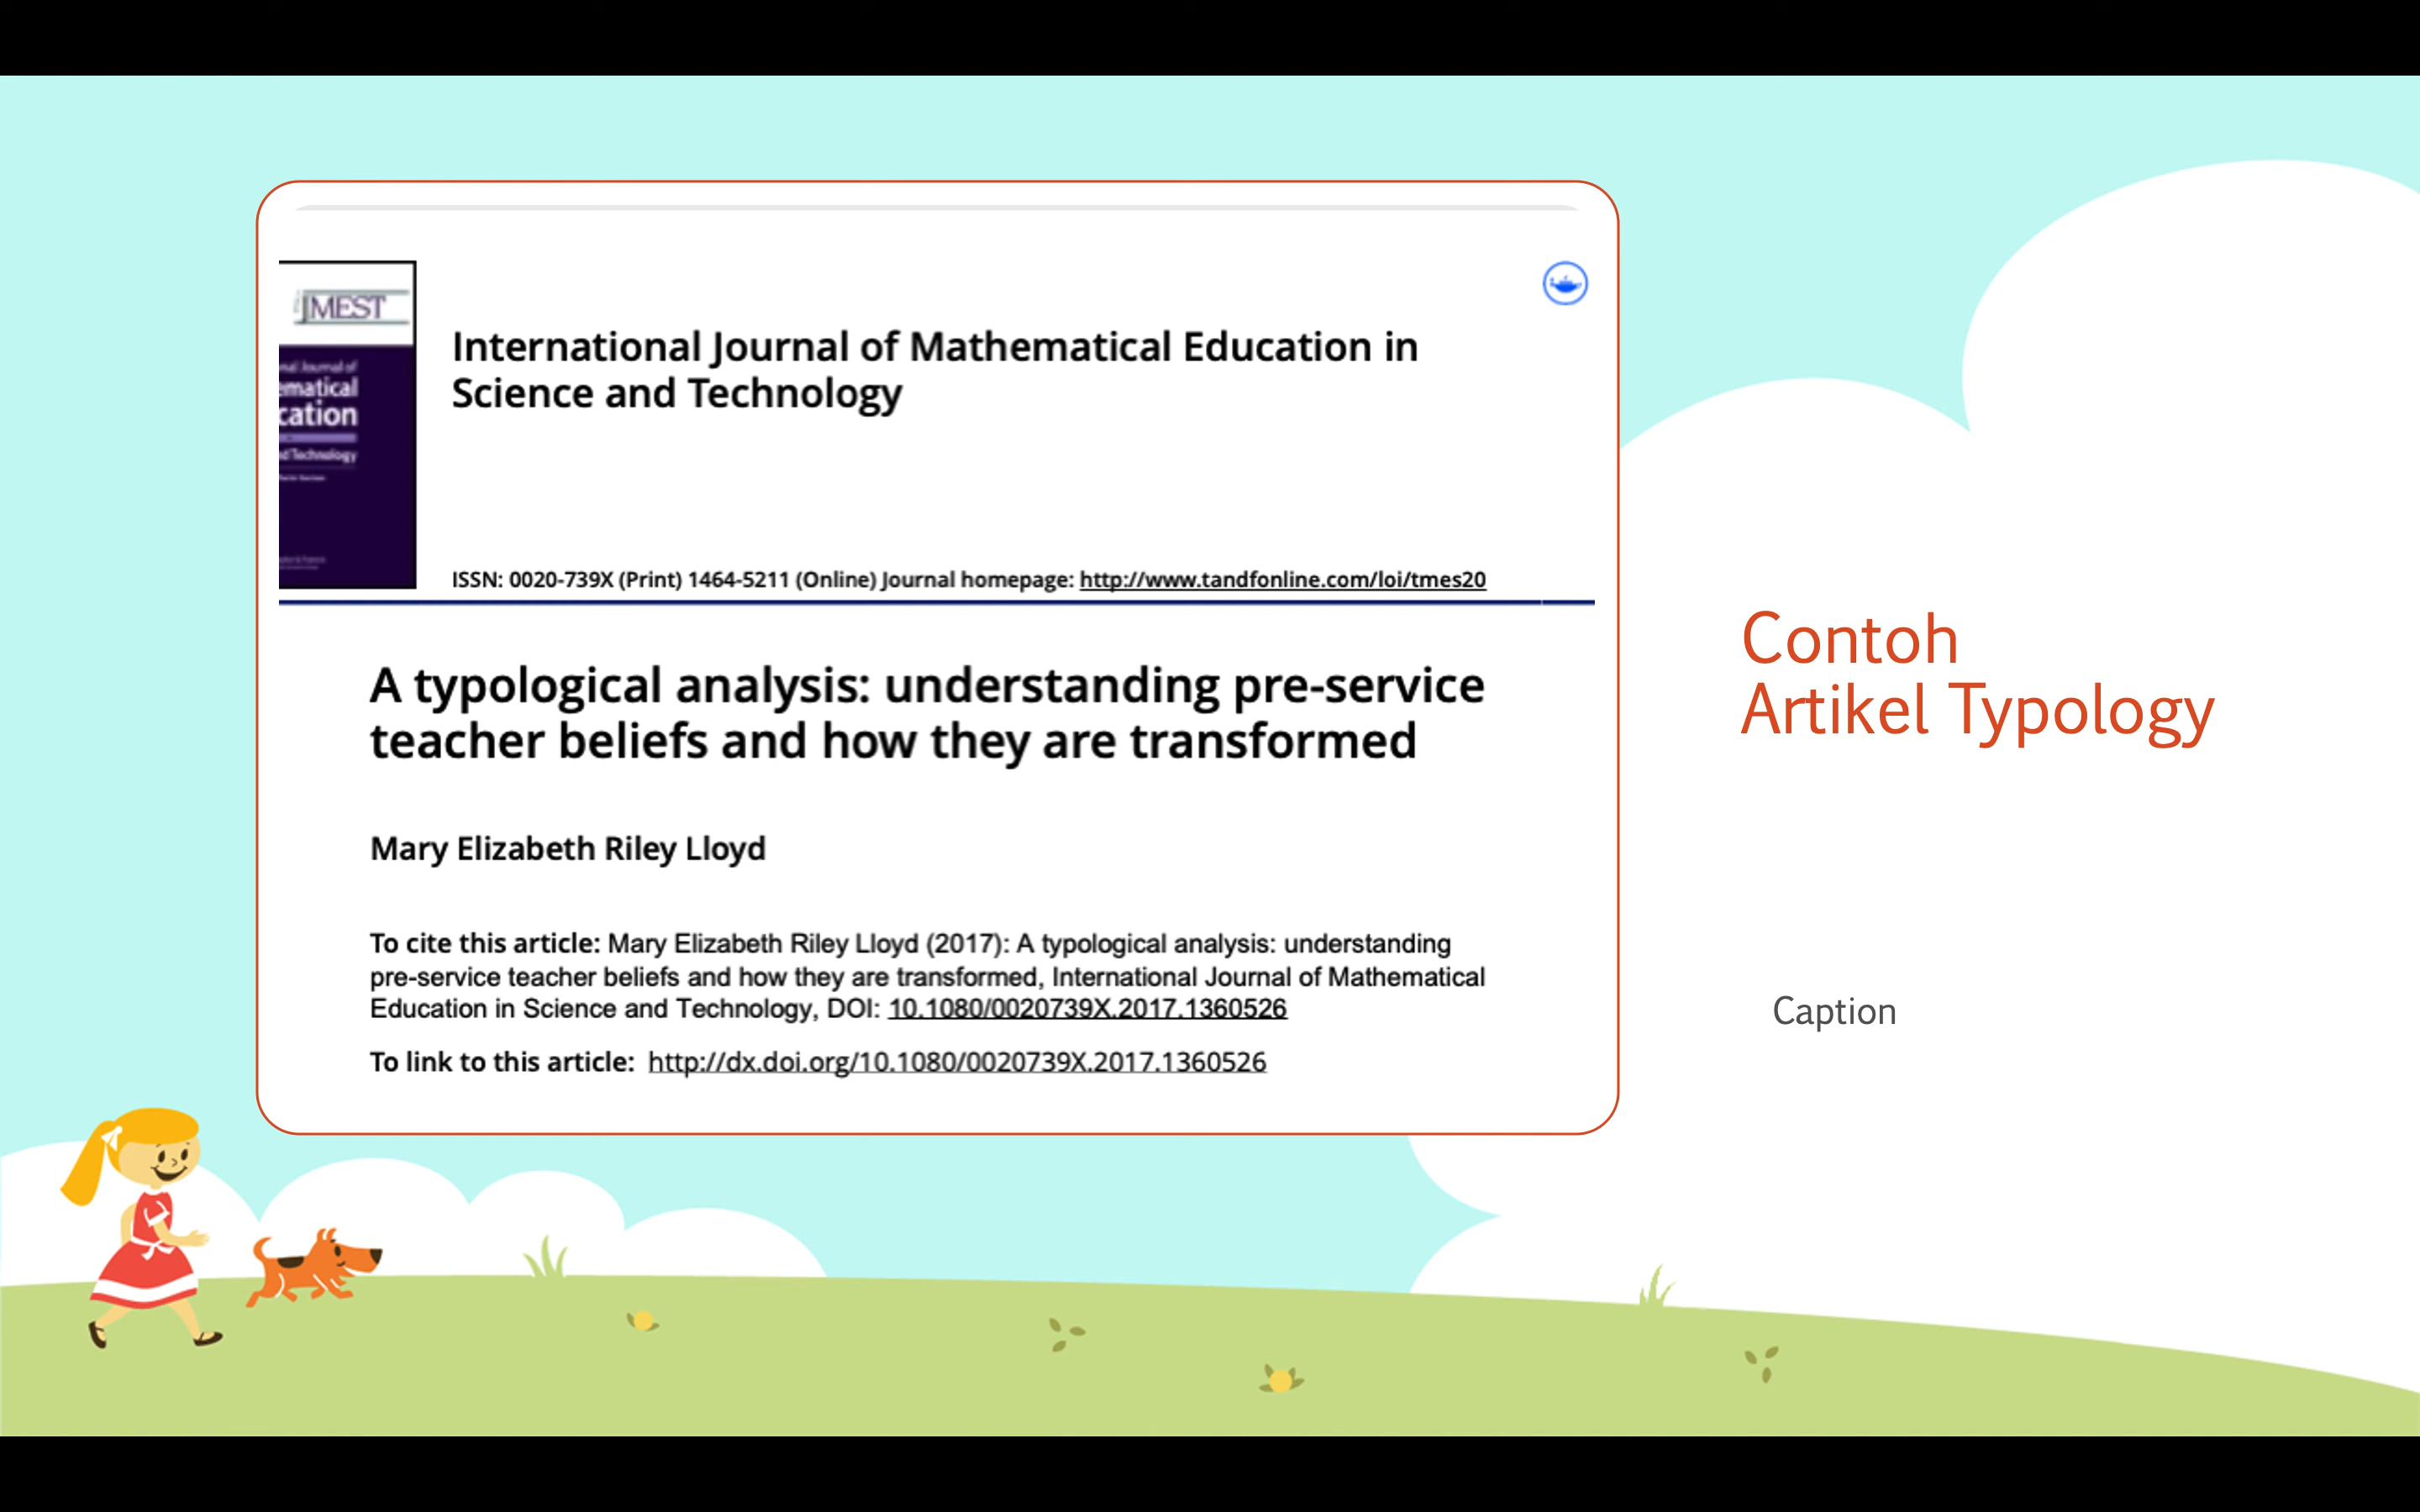 IJMEST
ematical
cation
nd Technology
International Journal of Mathematical Education in
Science and Technology
ISSN: 0020-739X (Print) 1464-5211 (Online) Journal homepage: http://www.tandfonline.com/loi/tmes20
A typological analysis: understanding pre-service
teacher beliefs and how they are transformed
Mary Elizabeth Riley Lloyd
To cite this article: Mary Elizabeth Riley Lloyd (2017): A typological analysis: understanding
pre-service teacher beliefs and how they are transformed, International Journal of Mathematical
Education in Science and Technology, DOI: 10.1080/0020739X.2017.1360526
To link to this article: http://dx.doi.org/10.1080/0020739X.2017.1360526
Contoh
Artikel Typology
Caption